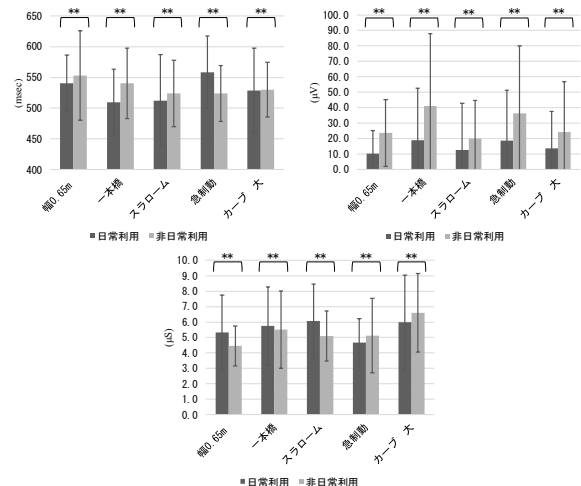 ** ** ** ** **
650
600
550
500
450
400
(msec)
幅0.65m 一本橋 スラローム 急制動 カーブ 大
■日常利用 ■非日常利用
** ** ** ** **
100.0
90.0
80.0
70.0
60.0
50.0
40.0
30.0
20.0
10.0
0.0
(μV)
幅0.65m 一本橋 スラローム 急制動 カーブ 大
■日常利用 ■非日常利用
** ** ** ** **
10.0
9.0
8.0
7.0
6.0
5.0
4.0
3.0
2.0
1.0
0.0
(μS)
幅0.65m 一本橋 スラローム 急制動 カーブ 大
■日常利用 ■非日常利用